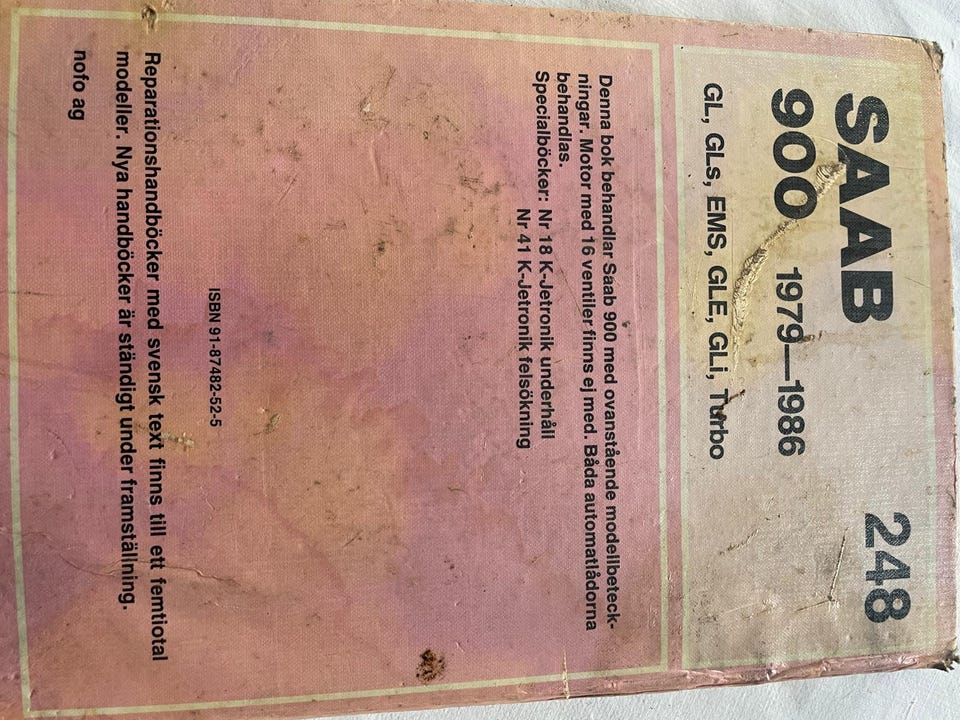 SAAB 248
900 1979—1986
GL, GLs, EMS, GLE, GLi, Turbo
Denna bok behandlar Saab 900 med ovanstående modellbeteck-
ningar. Motor med 16 ventiler finns ej med. Båda automatlådorna
behandlas.
Specialböcker: Nr 18 K-Jetronik underhåll
Nr 41 K-Jetronik felsökning
ISBN 91-87482-52-5
Reparationshandböcker med svensk text finns till ett femtiotal
modeller. Nya handböcker är ständigt under framställning.
nofo ag